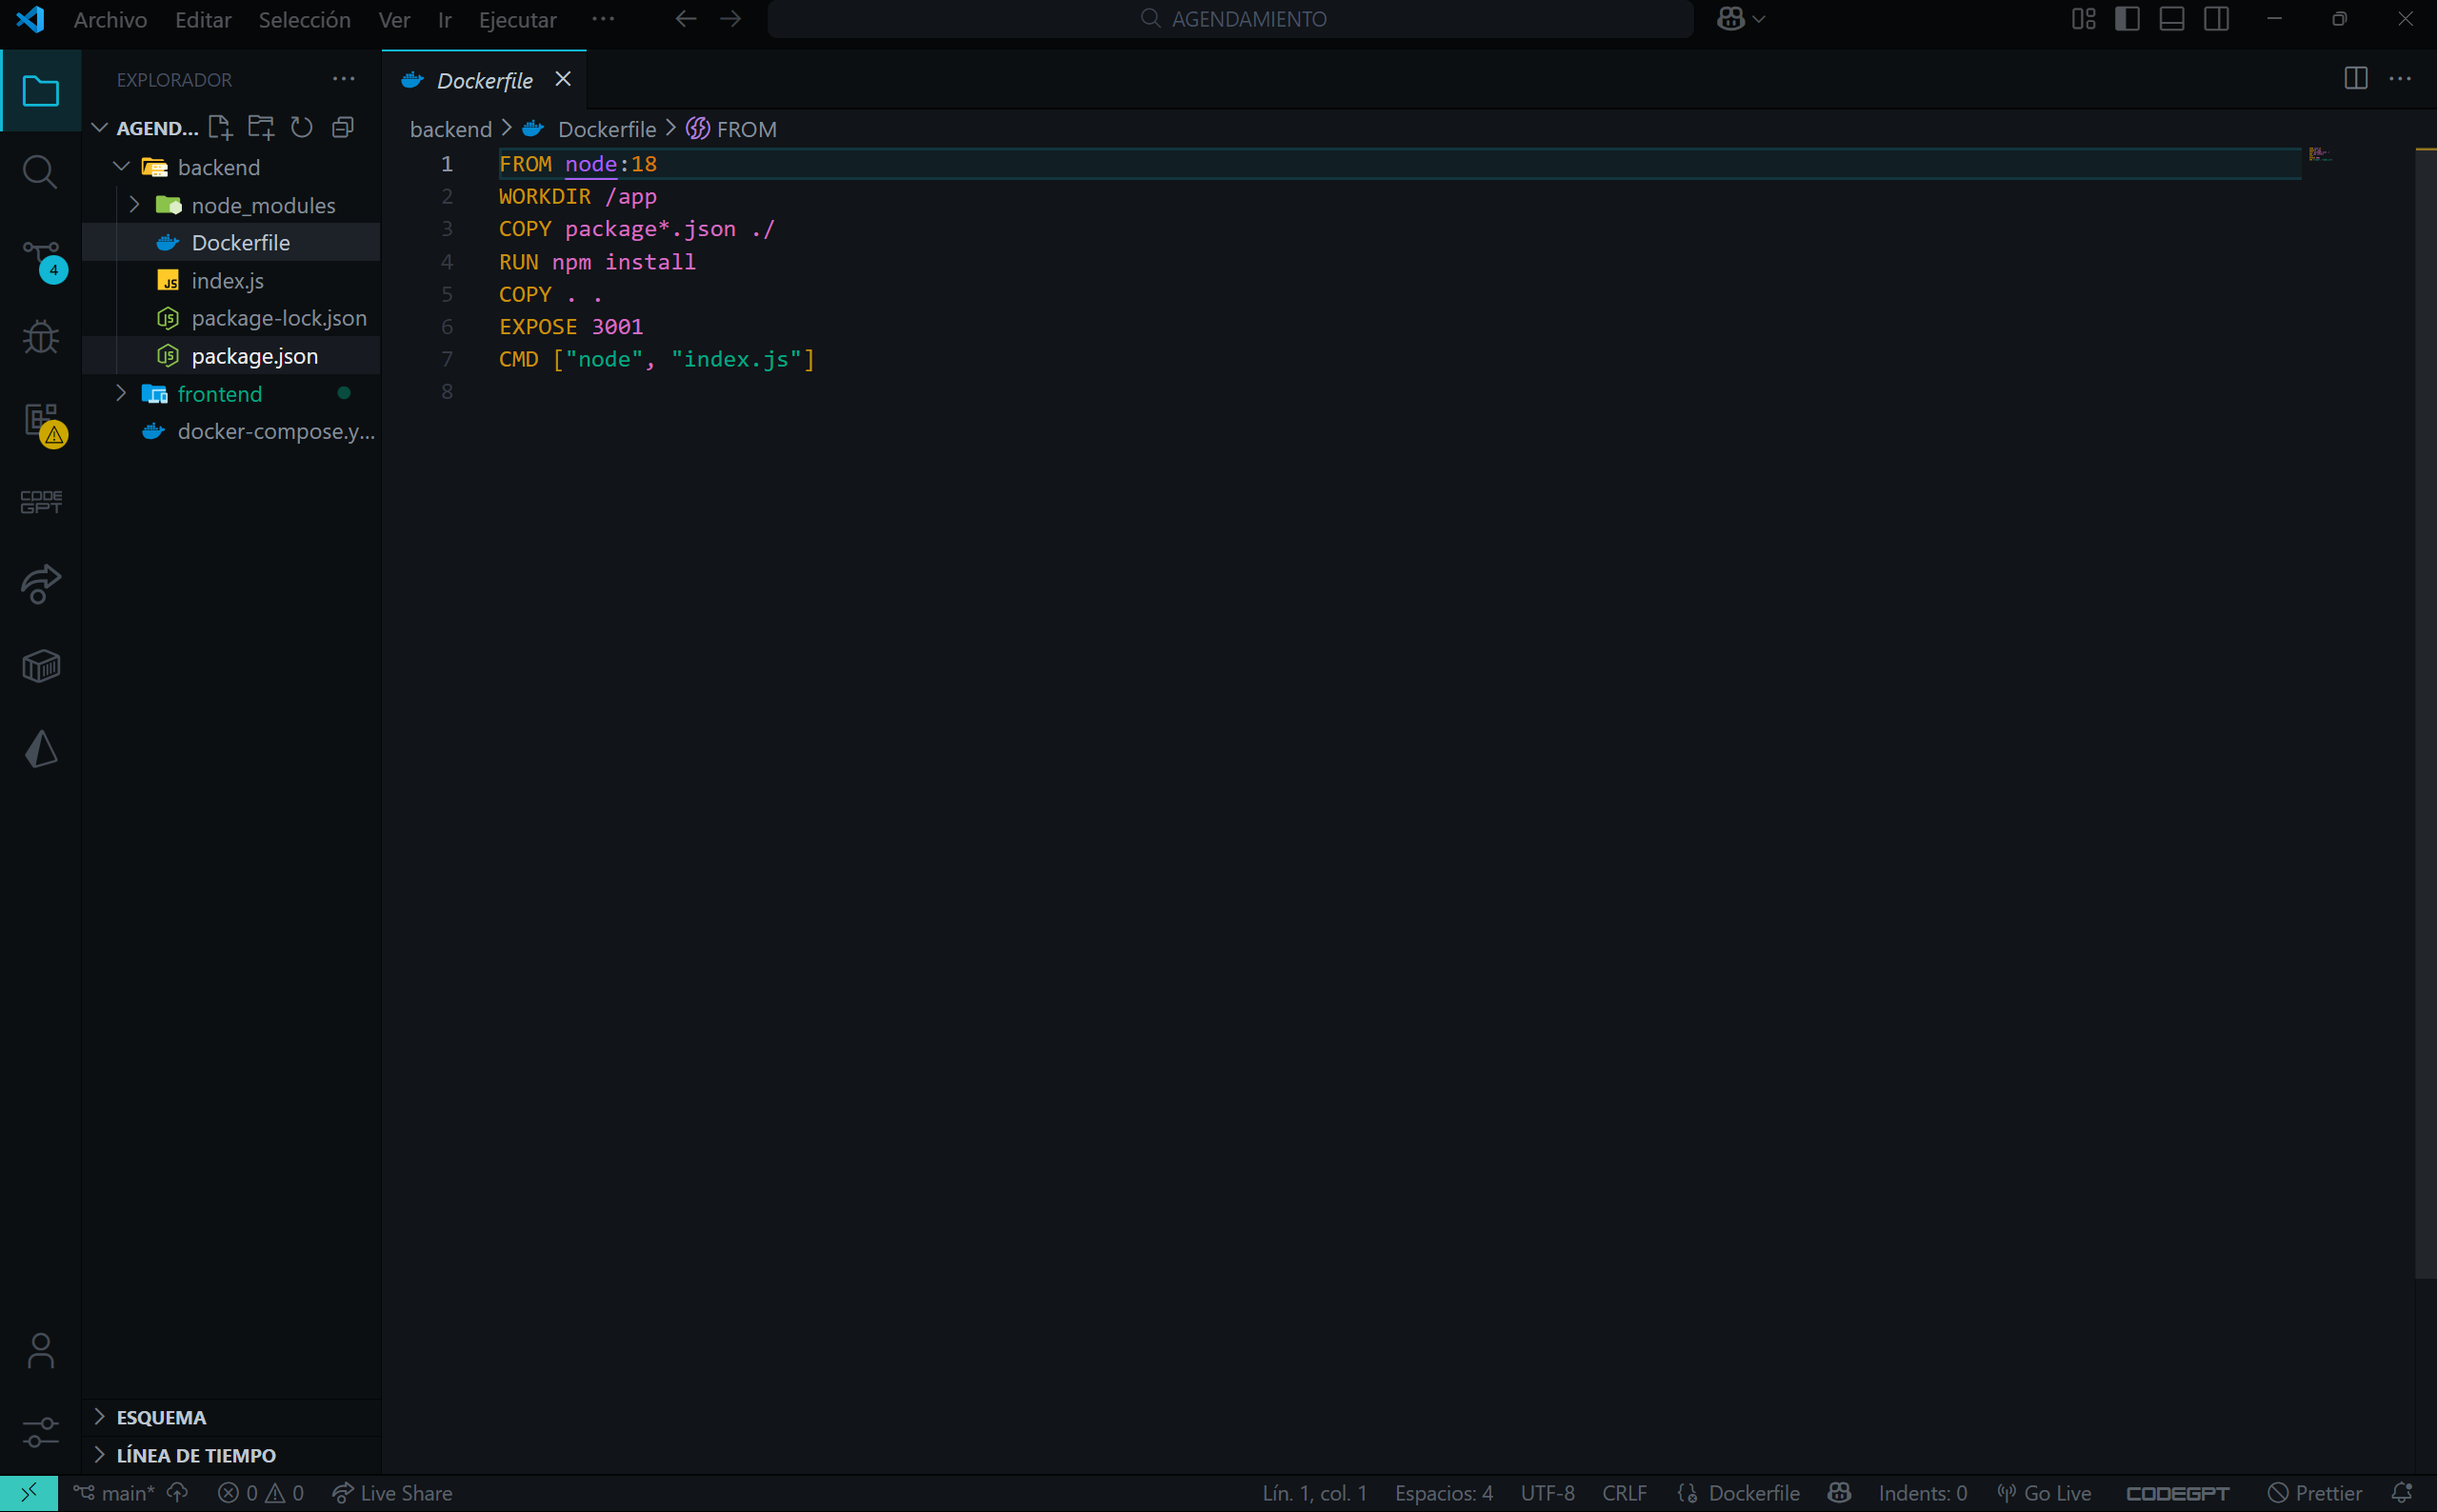 Archivo Editar Selección Ver Ir Ejecutar ··· AGENDAMIENTO
EXPLORADOR ···
AGEND...
backend
node_modules
Dockerfile
index.js
package-lock.json
package.json
frontend
docker-compose.y...
ESQUEMA
LÍNEA DE TIEMPO
4
CODE
GPT
Dockerfile
backend > Dockerfile > FROM
1 FROM node:18
2 WORKDIR /app
3 COPY package*.json ./
4 RUN npm install
5 COPY . .
6 EXPOSE 3001
7 CMD ["node", "index.js"]
8
main* 0 0 Live Share Lín. 1, col. 1 Espacios: 4 UTF-8 CRLF Dockerfile Indents: 0 Go Live CODEGPT Prettier